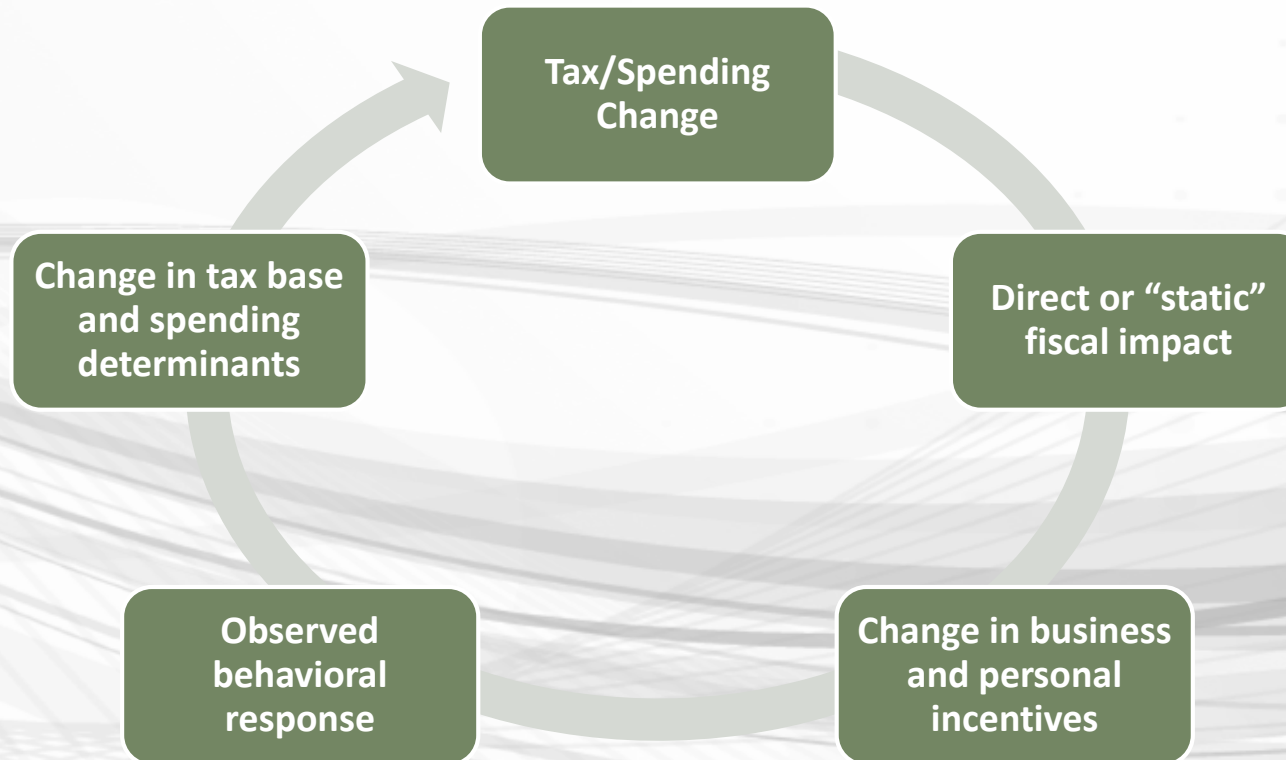 Tax/Spending
Change
Direct or “static”
fiscal impact
Change in business
and personal
incentives
Observed
behavioral
response
Change in tax base
and spending
determinants